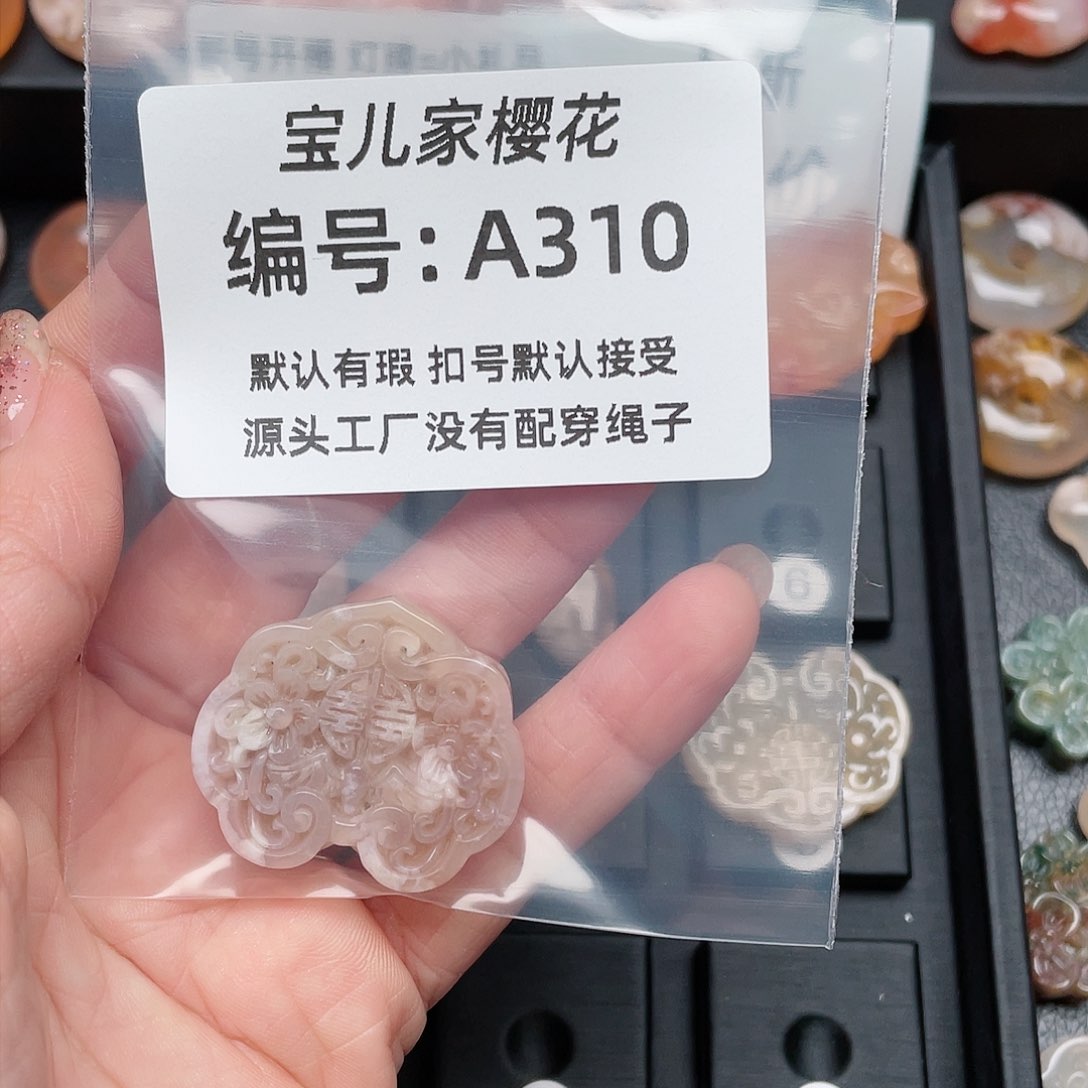 宝儿家樱花
编号：A310
默认有瑕 扣号默认接受
源头工厂没有配穿绳子
6